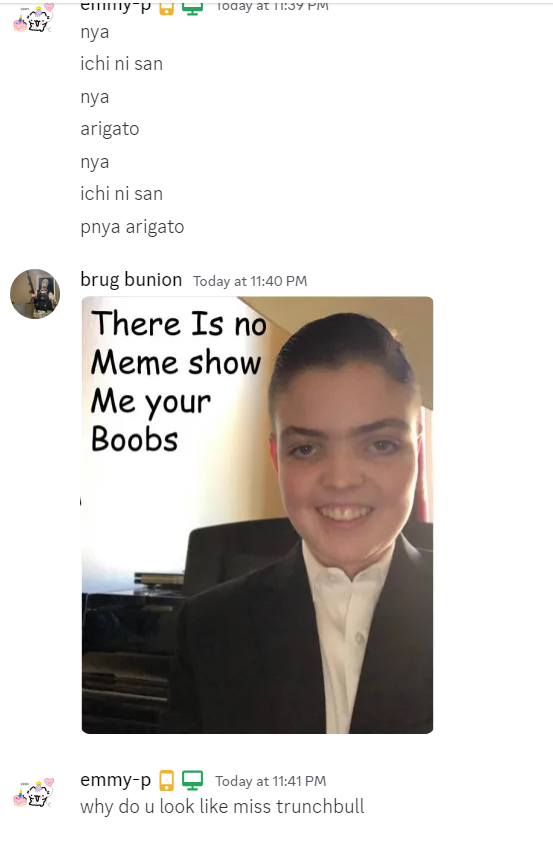 emmy-p Today at 11:39 PM
nya
ichi ni san
nya
arigato
nya
ichi ni san
pnya arigato
brug bunion Today at 11:40 PM
There Is no
Meme show
Me your
Boobs
emmy-p Today at 11:41 PM
why do u look like miss trunchbull